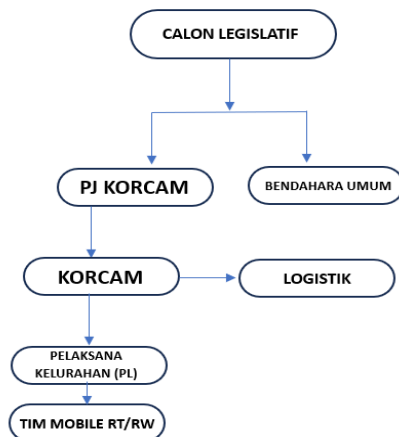 CALON LEGISLATIF
PJ KORCAM
BENDAHARA UMUM
KORCAM
LOGISTIK
PELAKSANA
KELURAHAN (PL)
TIM MOBILE RT/RW